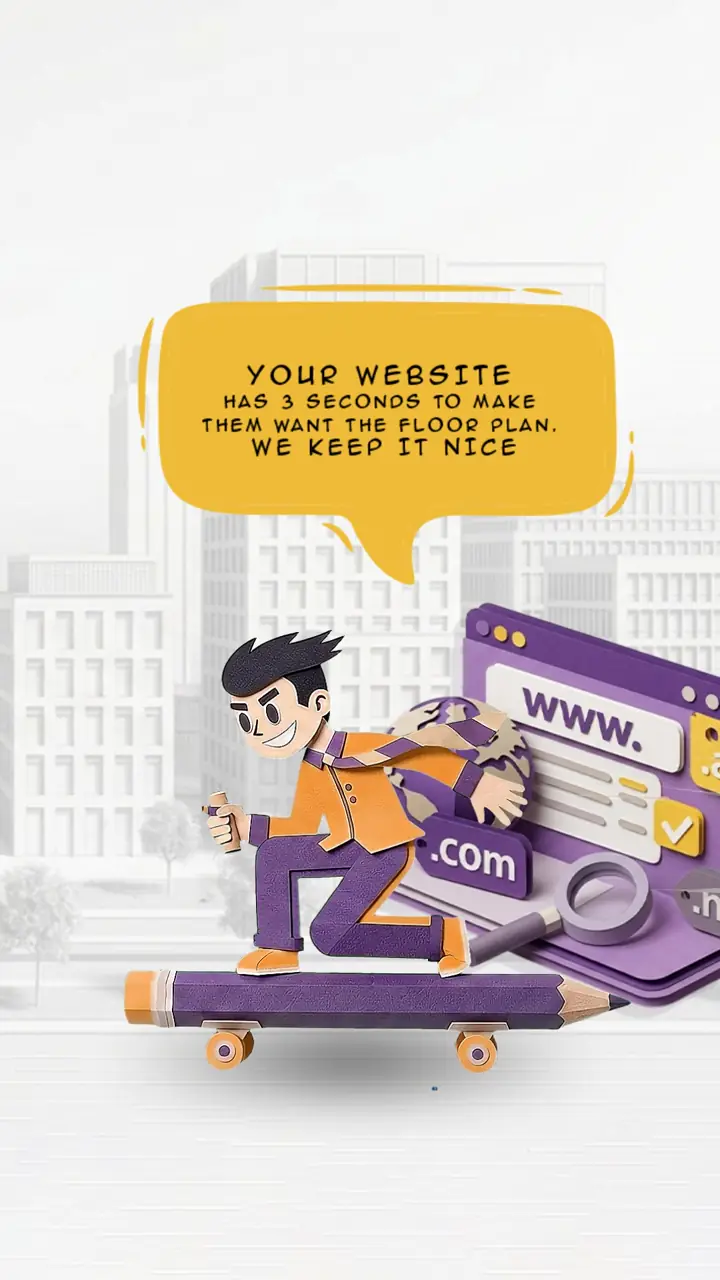 YOUR WEBSITE
HAS 3 SECONDS TO MAKE
THEM WANT THE FLOOR PLAN.
WE KEEP IT NICE
www.
.com